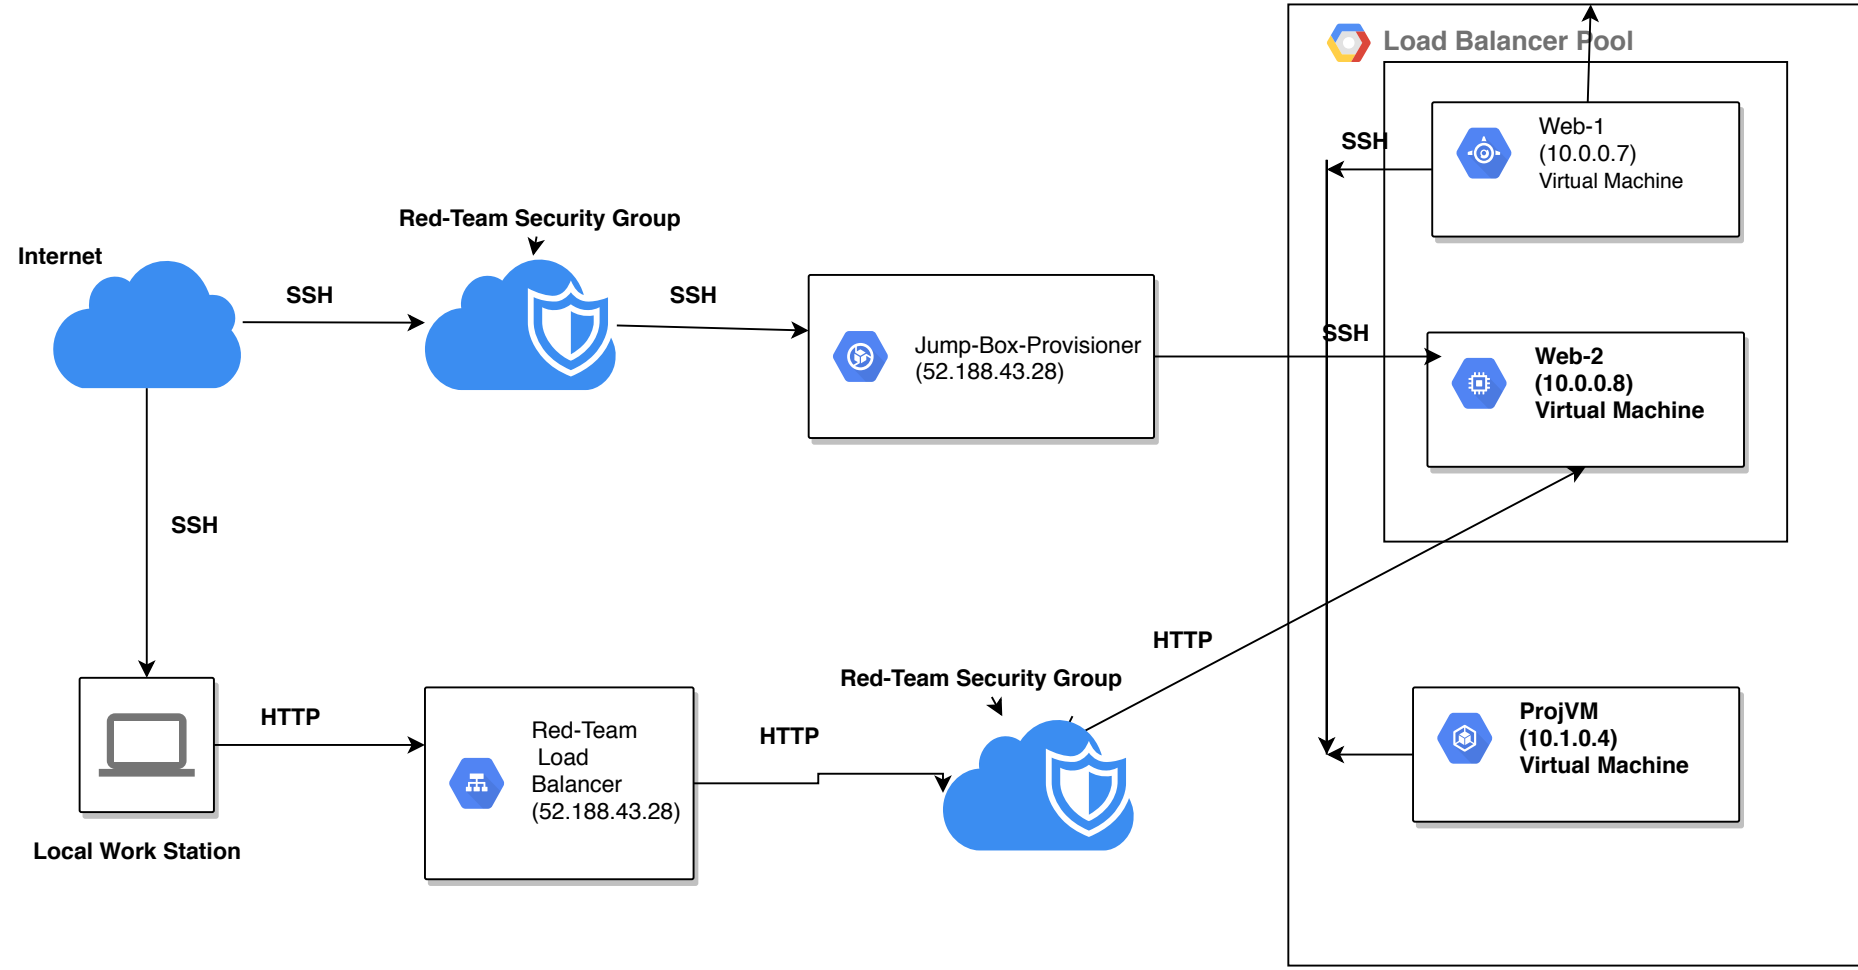 Load Balancer Pool
SSH
Web-1
(10.0.0.7)
Virtual Machine
Red-Team Security Group
Internet
SSH
SSH
SSH
Jump-Box-Provisioner
(52.188.43.28)
Web-2
(10.0.0.8)
Virtual Machine
SSH
HTTP
Red-Team Security Group
HTTP
HTTP
Red-Team
Load
Balancer
(52.188.43.28)
ProjVM
(10.1.0.4)
Virtual Machine
Local Work Station